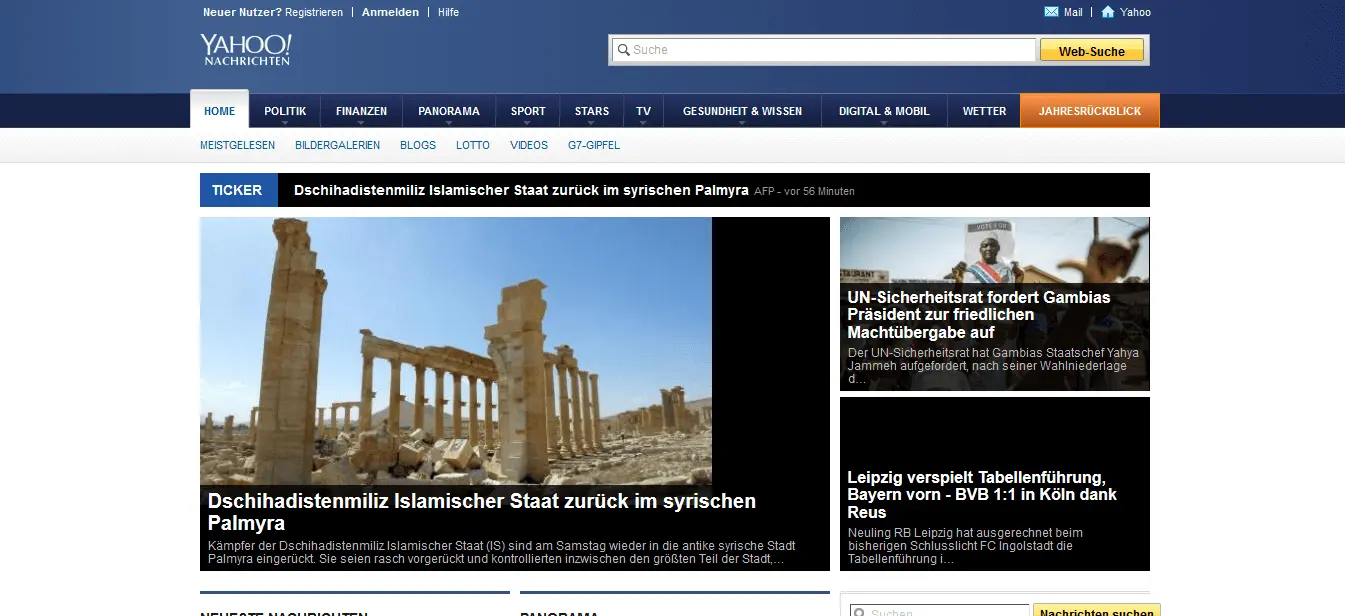 Neuer Nutzer? Registrieren | Anmelden | Hilfe
Mail | Yahoo
YAHOO!
NACHRICHTEN
Suche
Web-Suche
HOME POLITIK FINANZEN PANORAMA SPORT STARS TV GESUNDHEIT & WISSEN DIGITAL & MOBIL WETTER JAHRESRÜCKBLICK
MEISTGELESEN BILDERGALERIEN BLOGS LOTTO VIDEOS G7-GIPFEL
TICKER Dschihadistenmiliz Islamischer Staat zurück im syrischen Palmyra AFP - vor 56 Minuten
Dschihadistenmiliz Islamischer Staat zurück im syrischen
Palmyra
Kämpfer der Dschihadistenmiliz Islamischer Staat (IS) sind am Samstag wieder in die antike syrische Stadt
Palmyra eingerückt. Sie seien rasch vorgerückt und kontrollierten inzwischen den größten Teil der Stadt,...
VOTE FOR
STAURANT
UN-Sicherheitsrat fordert Gambias
Präsident zur friedlichen
Machtübergabe auf
Der UN-Sicherheitsrat hat Gambias Staatschef Yahya
Jammeh aufgefordert, nach seiner Wahlniederlage
d...
Leipzig verspielt Tabellenführung,
Bayern vorn - BVB 1:1 in Köln dank
Reus
Neuling RB Leipzig hat ausgerechnet beim
bisherigen Schlusslicht FC Ingolstadt die
Tabellenführung i...
NEUESTE NACHRICHTEN
PANORAMA
Suchen
Nachrichten suchen